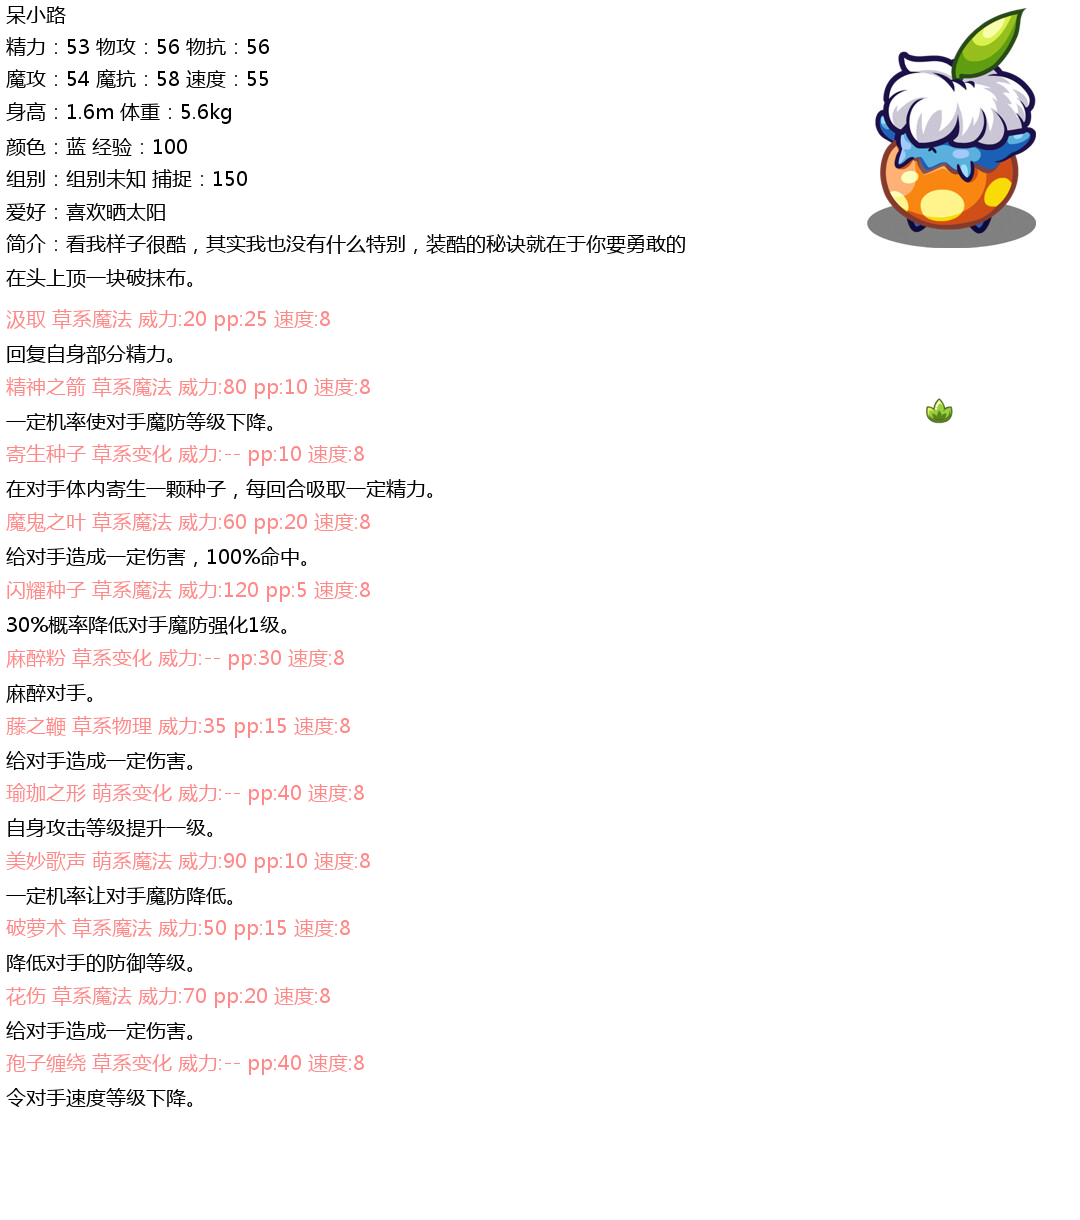 呆小路
精力：53 物攻：56 物抗：56
魔攻：54 魔抗：58 速度：55
身高：1.6m 体重：5.6kg
颜色：蓝 经验：100
组别：组别未知 捕捉：150
爱好：喜欢晒太阳
简介：看我样子很酷，其实我也没有什么特别，装酷的秘诀就在于你要勇敢的
在头上顶一块破抹布。
汲取 草系魔法 威力:20 pp:25 速度:8
回复自身部分精力。
精神之箭 草系魔法 威力:80 pp:10 速度:8
一定机率使对手魔防等级下降。
寄生种子 草系变化 威力:-- pp:10 速度:8
在对手体内寄生一颗种子，每回合吸取一定精力。
魔鬼之叶 草系魔法 威力:60 pp:20 速度:8
给对手造成一定伤害，100%命中。
闪耀种子 草系魔法 威力:120 pp:5 速度:8
30%概率降低对手魔防强化1级。
麻醉粉 草系变化 威力:-- pp:30 速度:8
麻醉对手。
藤之鞭 草系物理 威力:35 pp:15 速度:8
给对手造成一定伤害。
瑜珈之形 萌系变化 威力:-- pp:40 速度:8
自身攻击等级提升一级。
美妙歌声 萌系魔法 威力:90 pp:10 速度:8
一定机率让对手魔防降低。
破萝术 草系魔法 威力:50 pp:15 速度:8
降低对手的防御等级。
花伤 草系魔法 威力:70 pp:20 速度:8
给对手造成一定伤害。
孢子缠绕 草系变化 威力:-- pp:40 速度:8
令对手速度等级下降。